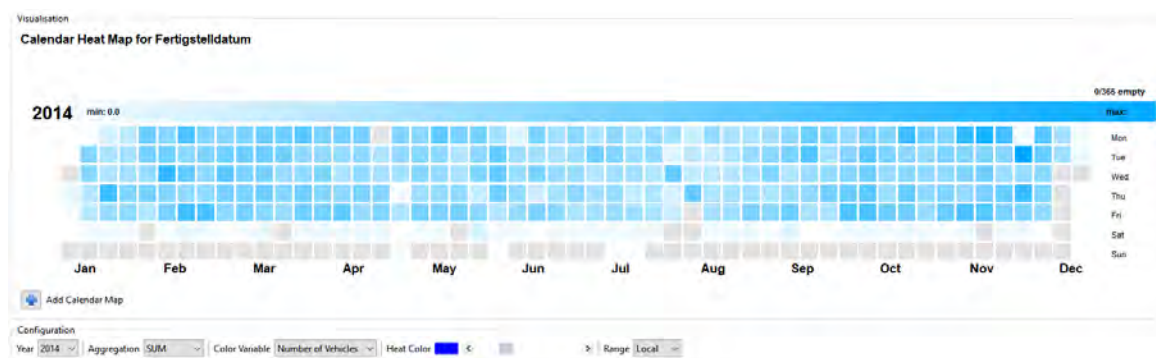 Visualisation
Calendar Heat Map for Fertigstelldatum
0/365 empty
2014 min: 0.0 max:
Mon
Tue
Wed
Thu
Fri
Sat
Sun
Jan Feb Mar Apr May Jun Jul Aug Sep Oct Nov Dec
Add Calendar Map
Configuration
Year 2014 Aggregation SUM Color Variable Number of Vehicles Heat Color < > Range Local